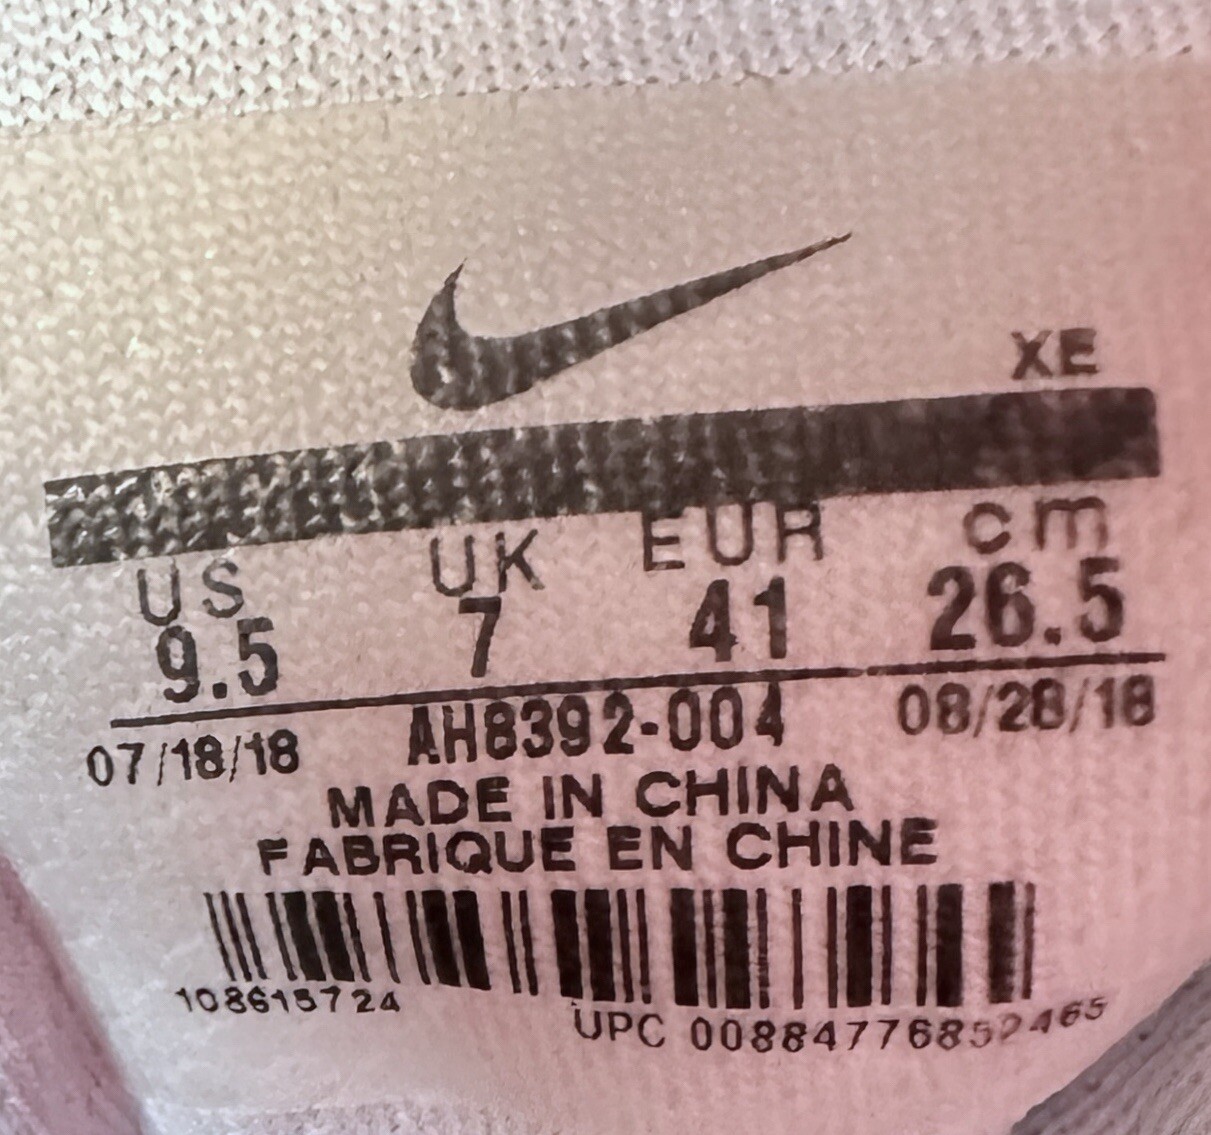 XE
US UK EUR cm
9.5 7 41 26.5
07/18/18 AH8392-004 08/28/18
MADE IN CHINA
FABRIQUE EN CHINE
108615724
UPC 00884776852465